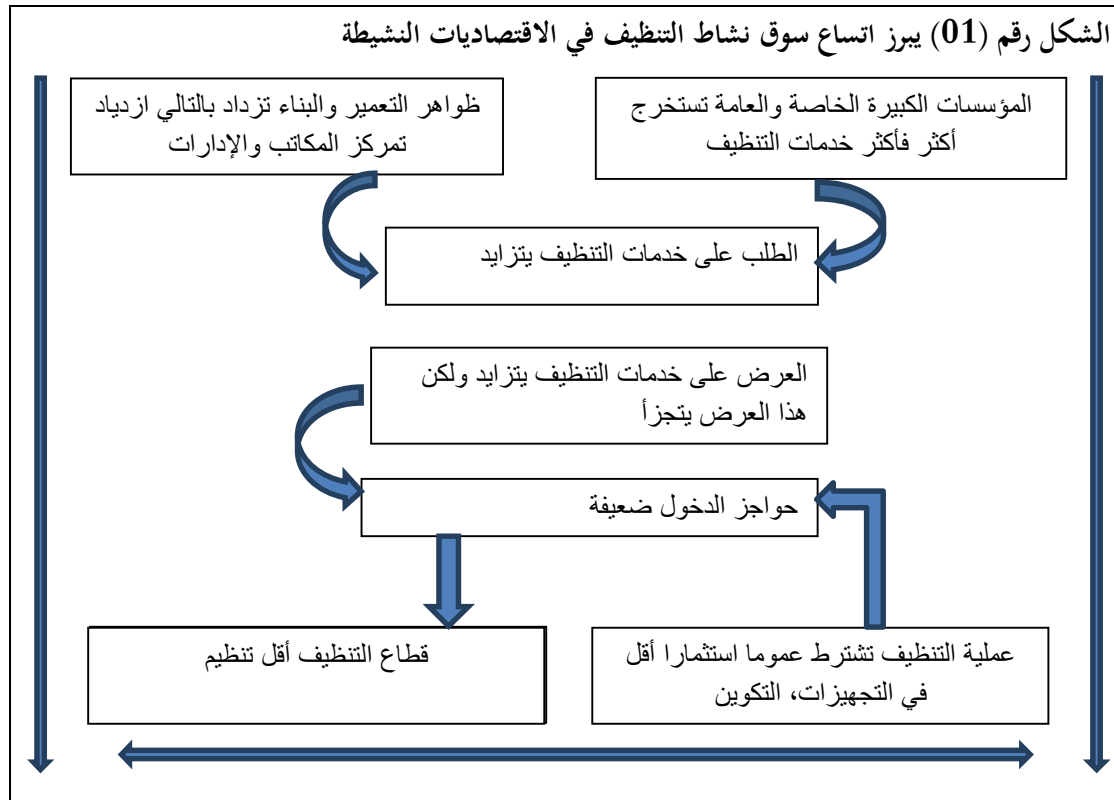 الشكل رقم (01) يبرز اتساع سوق نشاط التنظيف في الاقتصاديات النشيطة
المؤسسات الكبيرة الخاصة والعامة تستخرج
أكثر فأكثر خدمات التنظيف
ظواهر التعمير والبناء تزداد بالتالي ازدياد
تمركز المكاتب والإدارات
الطلب على خدمات التنظيف يتزايد
العرض على خدمات التنظيف يتزايد ولكن
هذا العرض يتجزأ
حواجز الدخول ضعيفة
عملية التنظيف تشترط عموما استثمارا أقل
في التجهيزات، التكوين
قطاع التنظيف أقل تنظيم